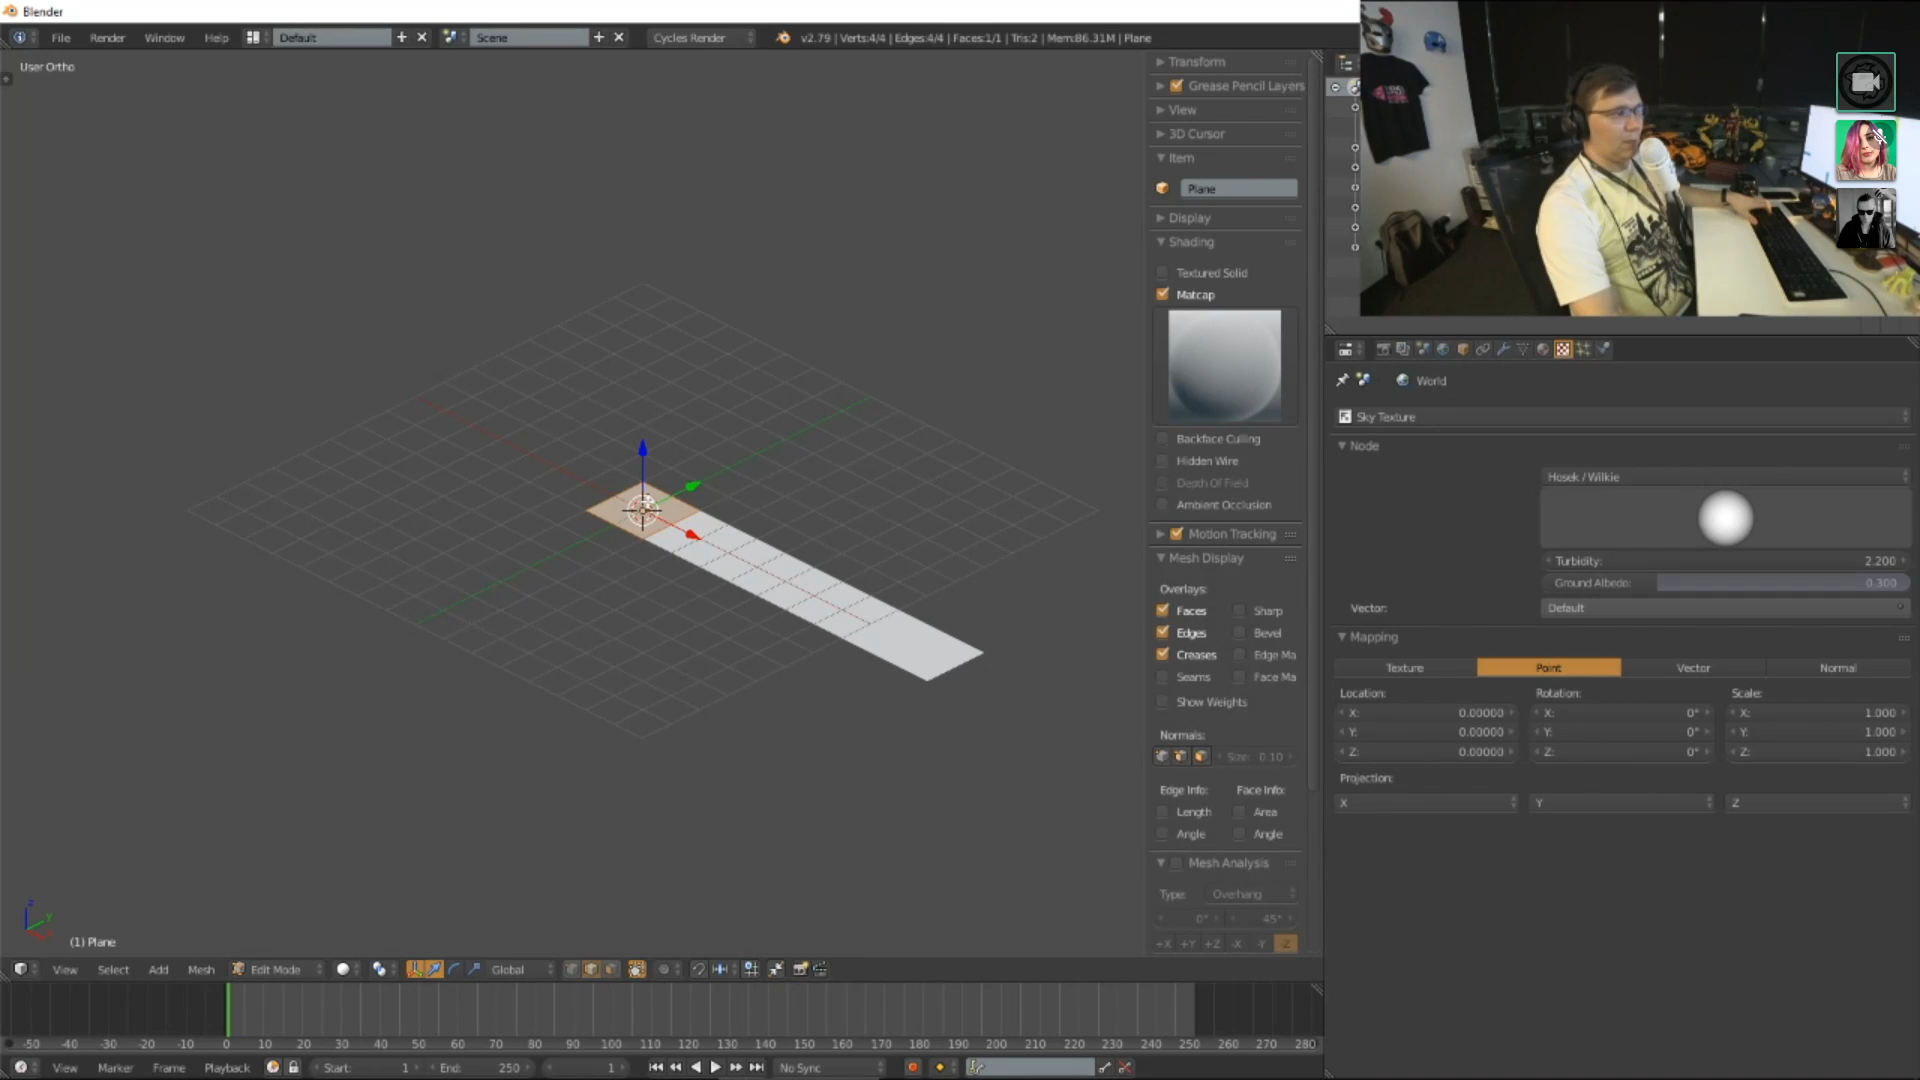 Blender
File Render Window Help Default Scene Cycles Render v2.79 | Verts:4/4 | Edges:4/4 | Faces:1/1 | Tris:2 | Mem:86.31M | Plane
User Ortho
Transform
Grease Pencil Layers
View
3D Cursor
Item
Plane
Display
Shading
Textured Solid
Matcap
Backface Culling
Hidden Wire
Depth Of Field
Ambient Occlusion
Motion Tracking
Mesh Display
Overlays:
Faces Sharp
Edges Bevel
Creases Edge Ma
Seams Face Ma
Show Weights
Normals:
Size: 0.10
Edge Info: Face Info:
Length Area
Angle Angle
Mesh Analysis
Type: Overhang
0° 45°
+X +Y +Z -X -Y -Z
World
Sky Texture
Node
Hosek / Wilkie
Turbidity: 2.200
Ground Albedo: 0.300
Vector: Default
Mapping
Texture Point Vector Normal
Location: Rotation: Scale:
X: 0.00000 X: 0° X: 1.000
Y: 0.00000 Y: 0° Y: 1.000
Z: 0.00000 Z: 0° Z: 1.000
Projection:
X Y Z
(1) Plane
View Select Add Mesh Edit Mode Global
-50 -40 -30 -20 -10 0 10 20 30 40 50 60 70 80 90 100 110 120 130 140 150 160 170 180 190 200 210 220 230 240 250 260 270 280
View Marker Frame Playback Start: 1 End: 250 1 No Sync